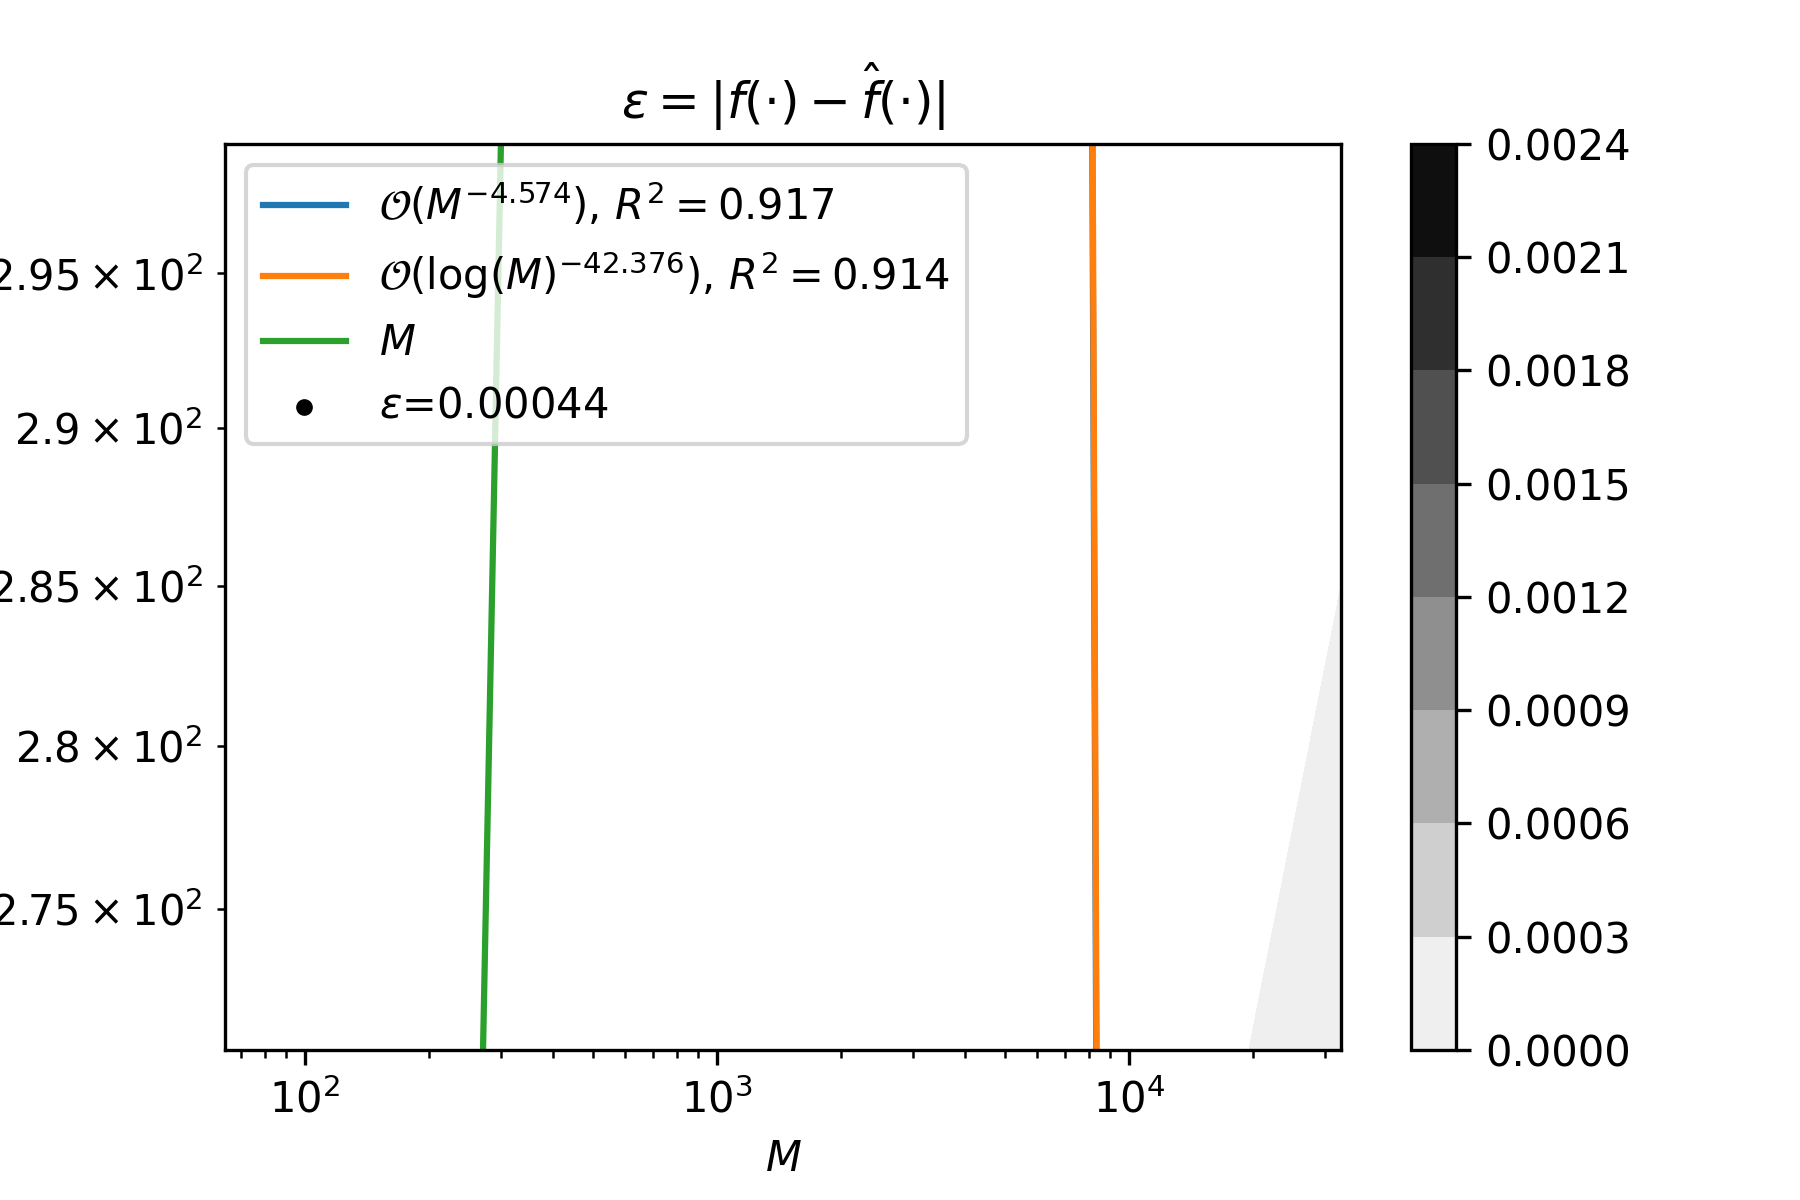 ε = |f(·) − f̂(·)|
𝒪(M^−4.574), R² = 0.917
𝒪(log(M)^−42.376), R² = 0.914
M
ε=0.00044
2.95 × 10²
2.9 × 10²
2.85 × 10²
2.8 × 10²
2.75 × 10²
10² 10³ 10⁴
M
0.0024
0.0021
0.0018
0.0015
0.0012
0.0009
0.0006
0.0003
0.0000